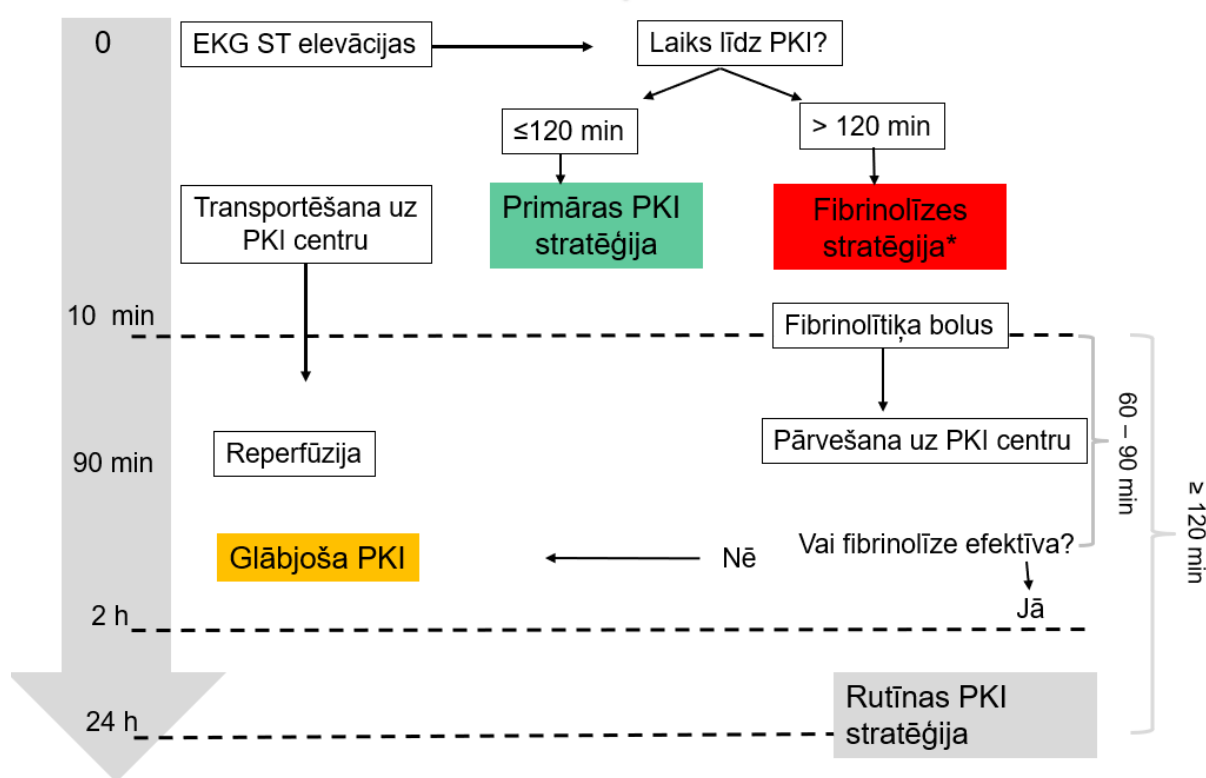 0
EKG ST elevācijas
Laiks līdz PKI?
≤120 min
> 120 min
Transportēšana uz
PKI centru
Primāras PKI
stratēģija
Fibrinolīzes
stratēgija*
10 min
Fibrinolītiķa bolus
90 min
Reperfūzija
Pārvešana uz PKI centru
60 – 90 min
≥ 120 min
Glābjoša PKI
Nē
Vai fibrinolīze efektīva?
Jā
2 h
24 h
Rutīnas PKI
stratēģija